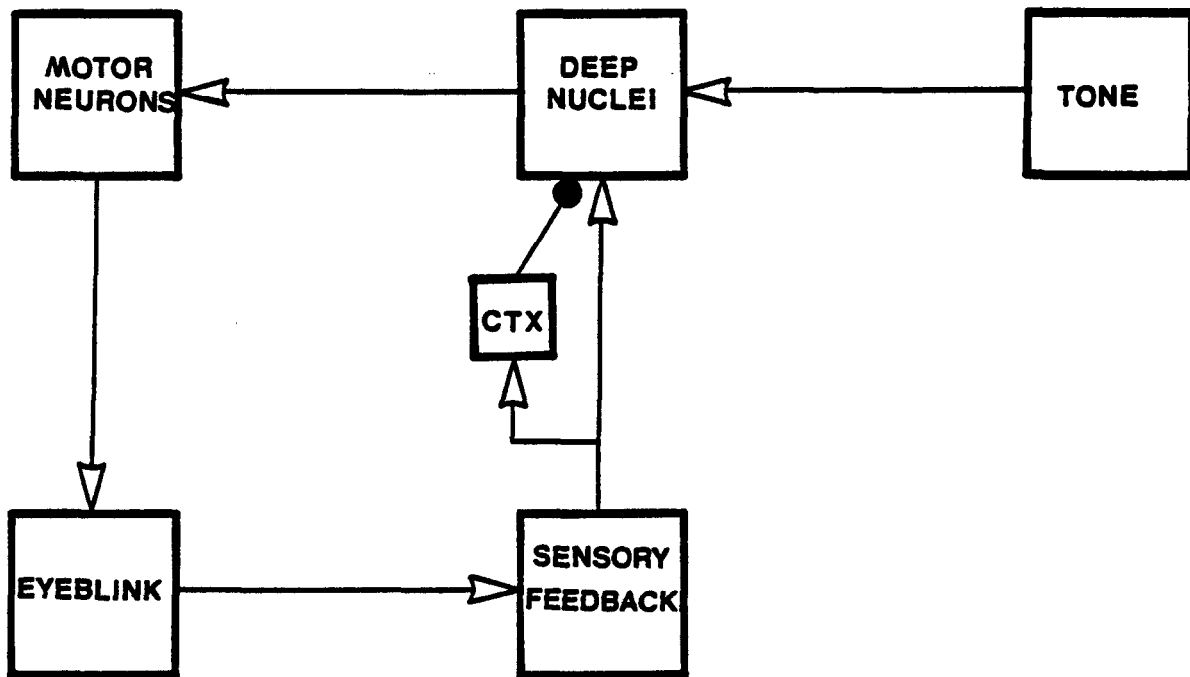 MOTOR
NEURONS
DEEP
NUCLEI
TONE
CTX
EYEBLINK
SENSORY
FEEDBACK